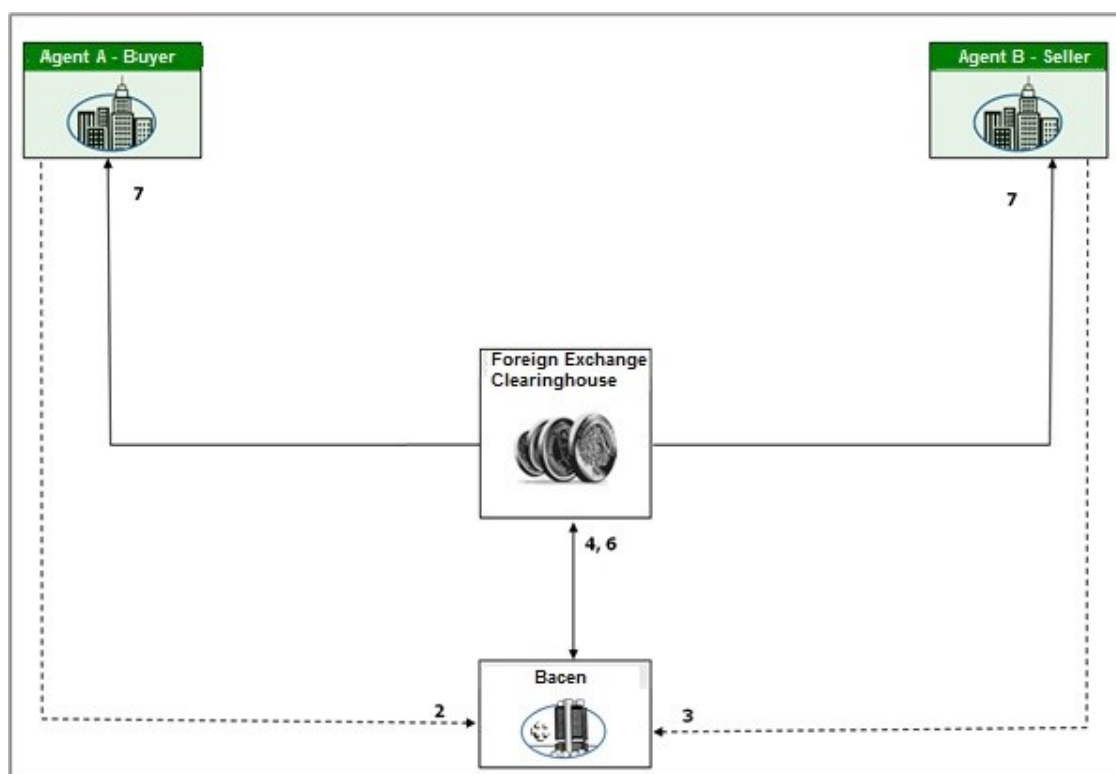 Agent A - Buyer
Agent B - Seller
7
7
Foreign Exchange
Clearinghouse
4, 6
Bacen
2
3